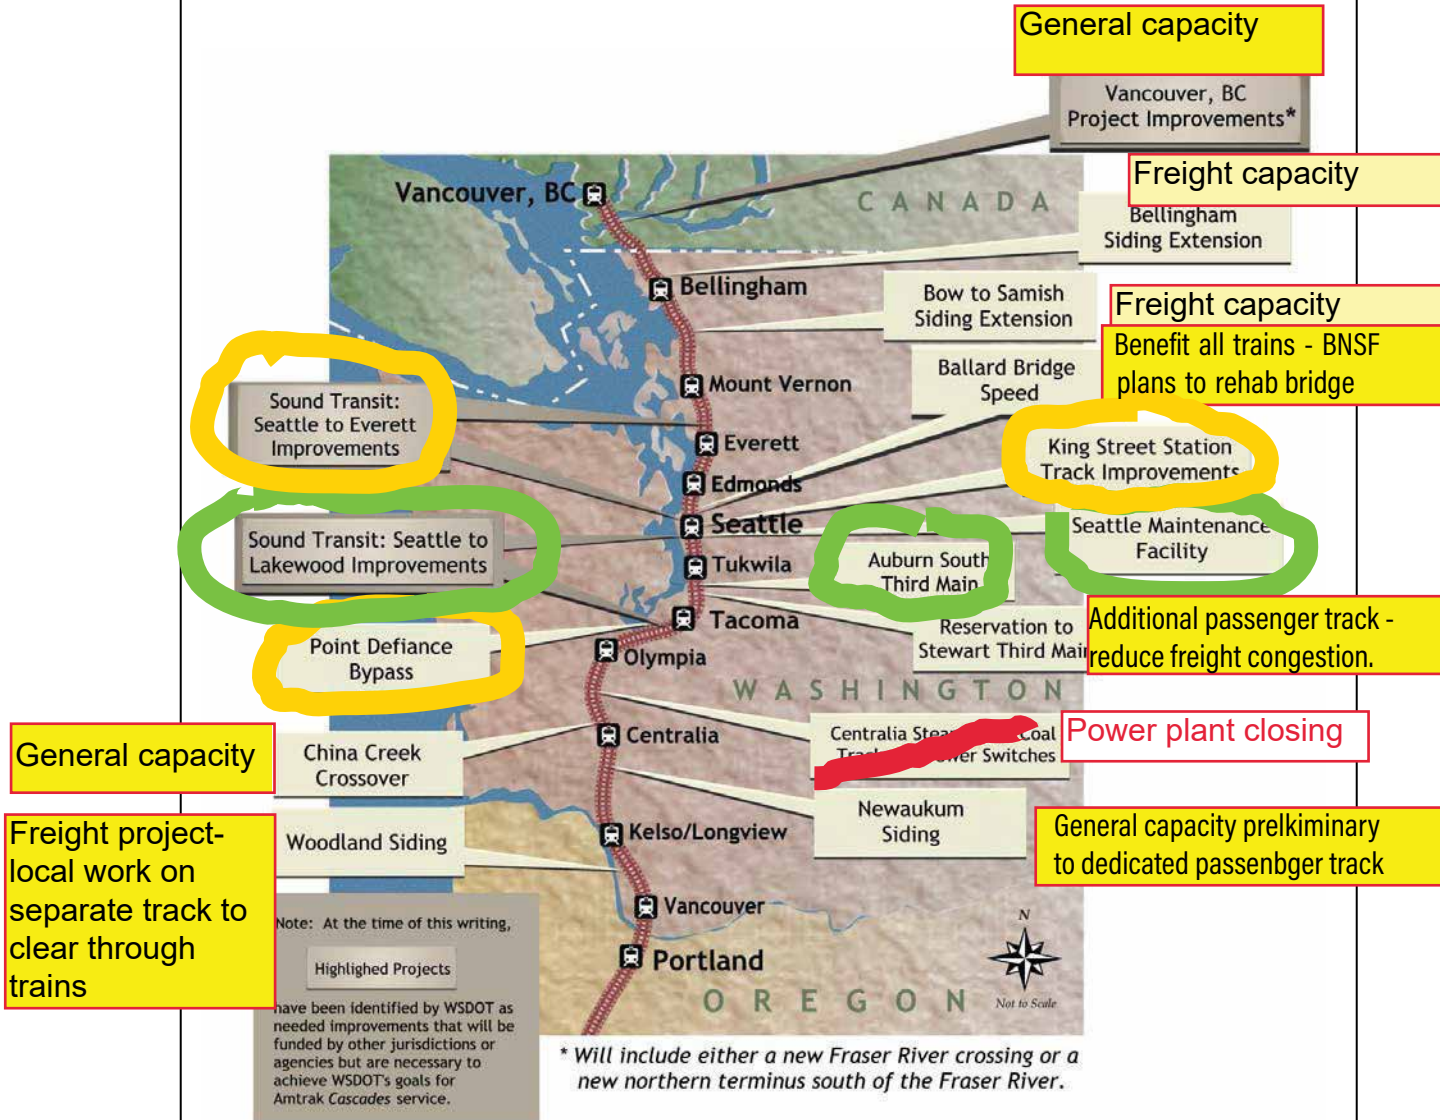 General capacity
Vancouver, BC
Project Improvements*
Freight capacity
Bellingham
Siding Extension
Vancouver, BC
CANADA
Bellingham
Bow to Samish
Siding Extension
Freight capacity
Benefit all trains - BNSF
plans to rehab bridge
Ballard Bridge
Speed
Mount Vernon
Sound Transit:
Seattle to Everett
Improvements
Everett
King Street Station
Track Improvements
Edmonds
Seattle
Seattle Maintenance
Facility
Sound Transit: Seattle to
Lakewood Improvements
Tukwila
Auburn South
Third Main
Tacoma
Reservation to
Stewart Third Main
Additional passenger track -
reduce freight congestion.
Point Defiance
Bypass
Olympia
WASHINGTON
General capacity
China Creek
Crossover
Centralia
Centralia Coal
Switches
Power plant closing
Newaukum
Siding
General capacity prelkiminary
to dedicated passenbger track
Freight project-
local work on
separate track to
clear through
trains
Woodland Siding
Kelso/Longview
Vancouver
Portland
OREGON
N
Not to Scale
Note: At the time of this writing,
Highlighed Projects
have been identified by WSDOT as
needed improvements that will be
funded by other jurisdictions or
agencies but are necessary to
achieve WSDOT's goals for
Amtrak Cascades service.
* Will include either a new Fraser River crossing or a
new northern terminus south of the Fraser River.